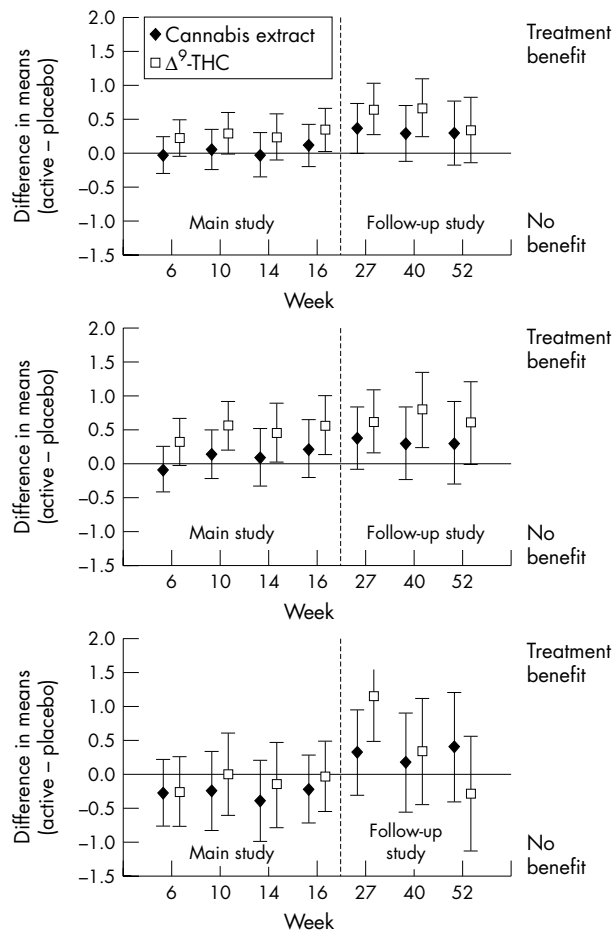 2.0
1.5
1.0
0.5
0.0
–0.5
–1.0
–1.5
Difference in means
(active – placebo)
Cannabis extract
Δ⁹-THC
Treatment
benefit
No
benefit
Main study
Follow-up study
6 10 14 16 27 40 52
Week
2.0
1.5
1.0
0.5
0.0
–0.5
–1.0
–1.5
Difference in means
(active – placebo)
Treatment
benefit
No
benefit
Main study
Follow-up study
6 10 14 16 27 40 52
Week
2.0
1.5
1.0
0.5
0.0
–0.5
–1.0
–1.5
Difference in means
(active – placebo)
Treatment
benefit
No
benefit
Main study
Follow-up
study
6 10 14 16 27 40 52
Week